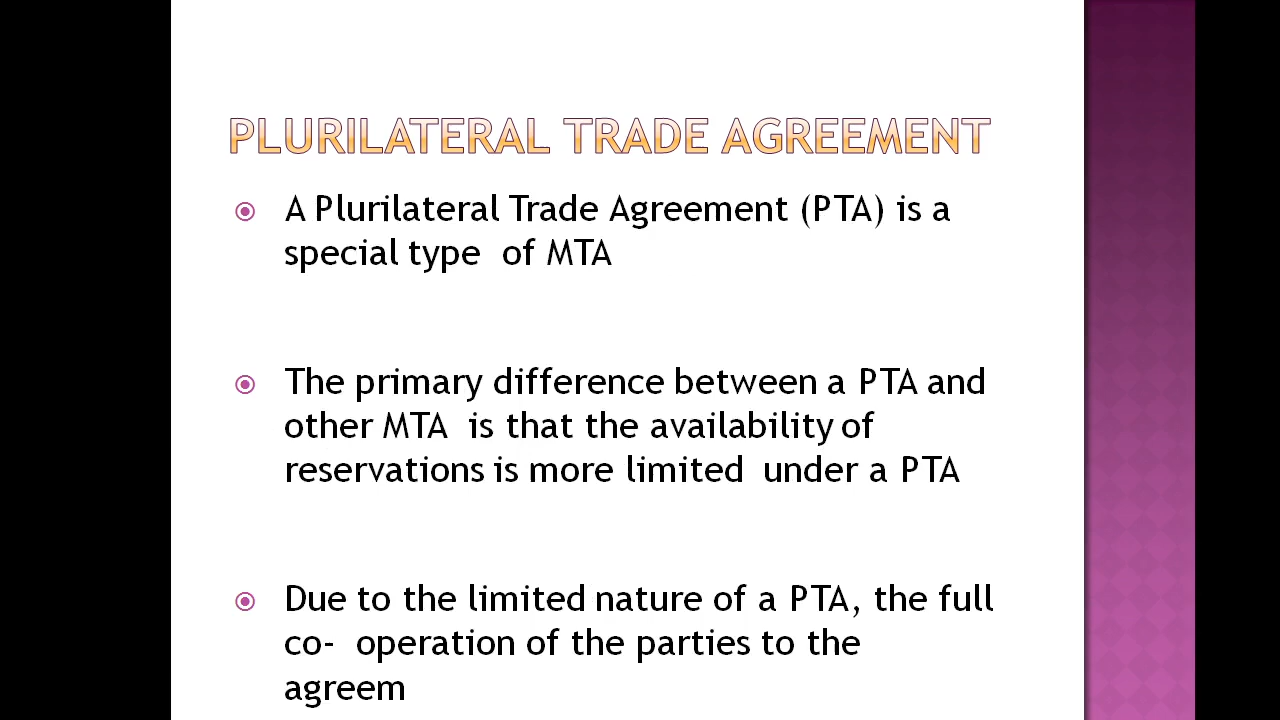 PLURILATERAL TRADE AGREEMENT
A Plurilateral Trade Agreement (PTA) is a
special type of MTA
The primary difference between a PTA and
other MTA is that the availability of
reservations is more limited under a PTA
Due to the limited nature of a PTA, the full
co- operation of the parties to the
agreem